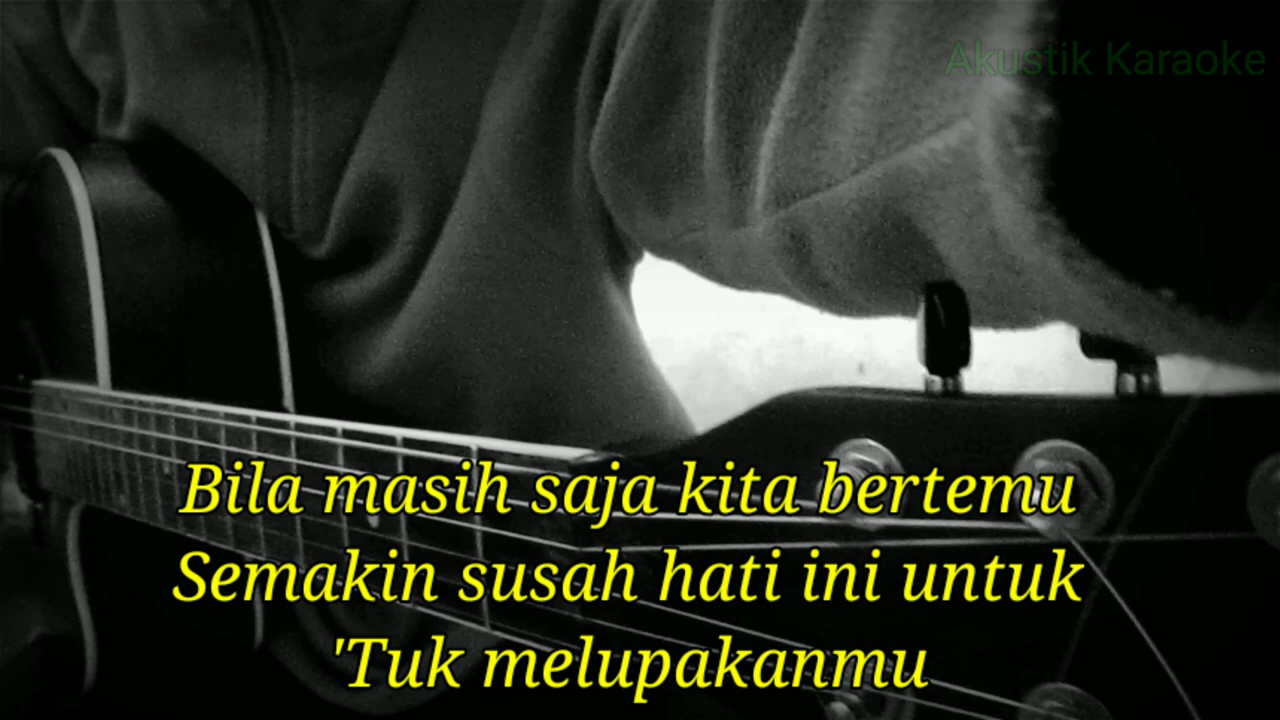 Akustik Karaoke
Bila masih saja kita bertemu
Semakin susah hati ini untuk
'Tuk melupakanmu